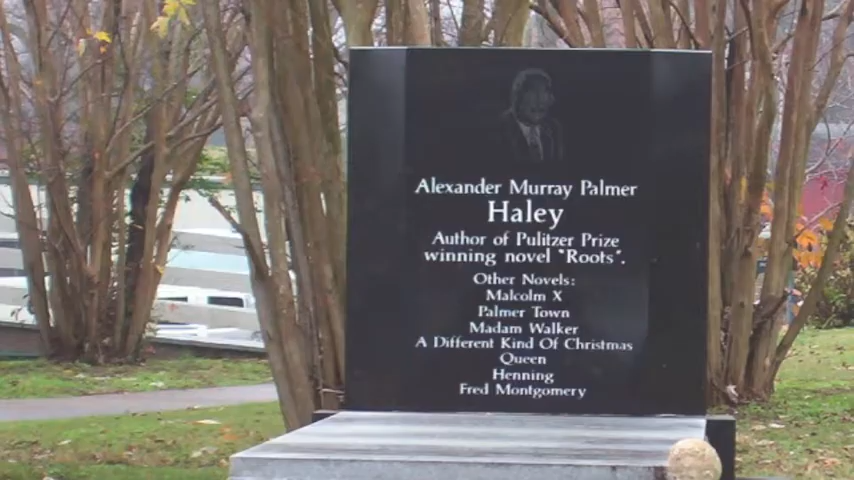 Alexander Murray Palmer
Haley
Author of Pulitzer Prize
winning novel "Roots".
Other Novels:
Malcolm X
Palmer Town
Madam Walker
A Different Kind Of Christmas
Queen
Henning
Fred Montgomery